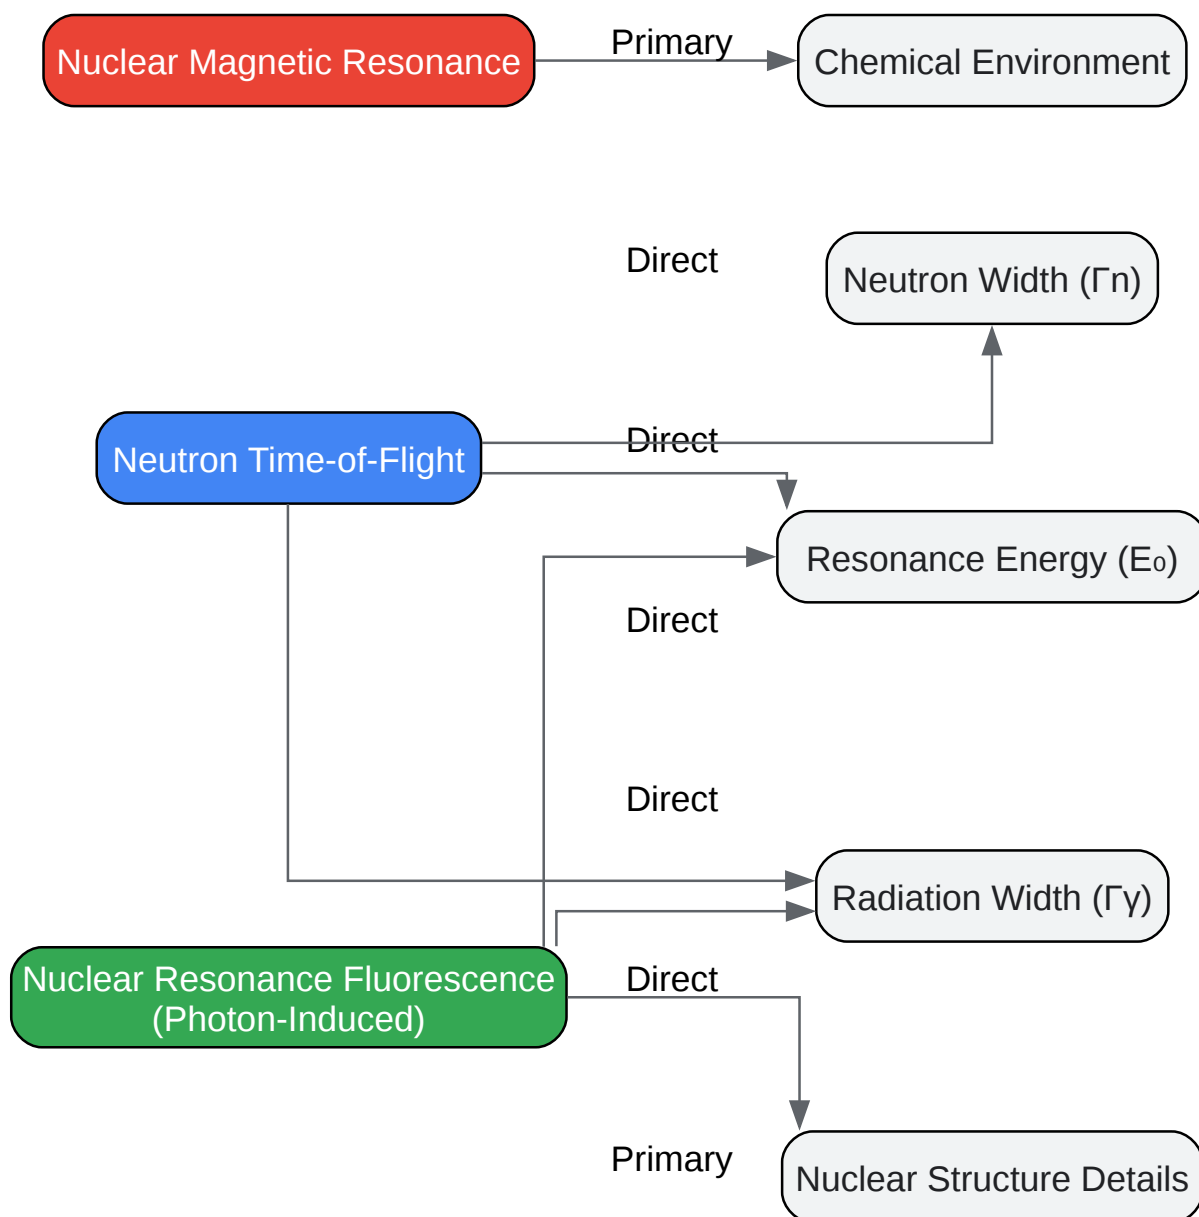 Nuclear Magnetic Resonance
Primary
Chemical Environment
Direct
Neutron Width (Γn)
Neutron Time-of-Flight
Direct
Resonance Energy (E₀)
Direct
Direct
Radiation Width (Γγ)
Nuclear Resonance Fluorescence
(Photon-Induced)
Direct
Primary
Nuclear Structure Details